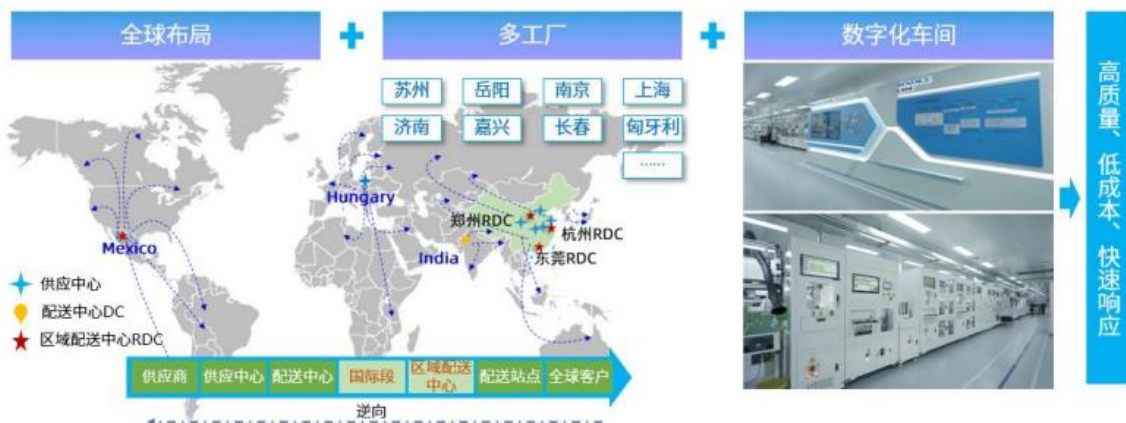 全球布局
多工厂
数字化车间
苏州
岳阳
南京
上海
济南
嘉兴
长春
匈牙利
……
Hungary
郑州RDC
杭州RDC
Mexico
India
东莞RDC
供应中心
配送中心DC
区域配送中心RDC
供应商
供应中心
配送中心
国际段
区域配送
中心
配送站点
全球客户
逆向
高质量、低成本、快速响应